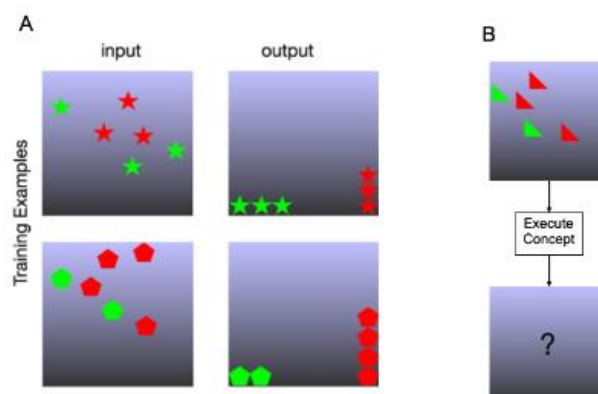 A
input
output
Training Examples
B
Execute
Concept
?